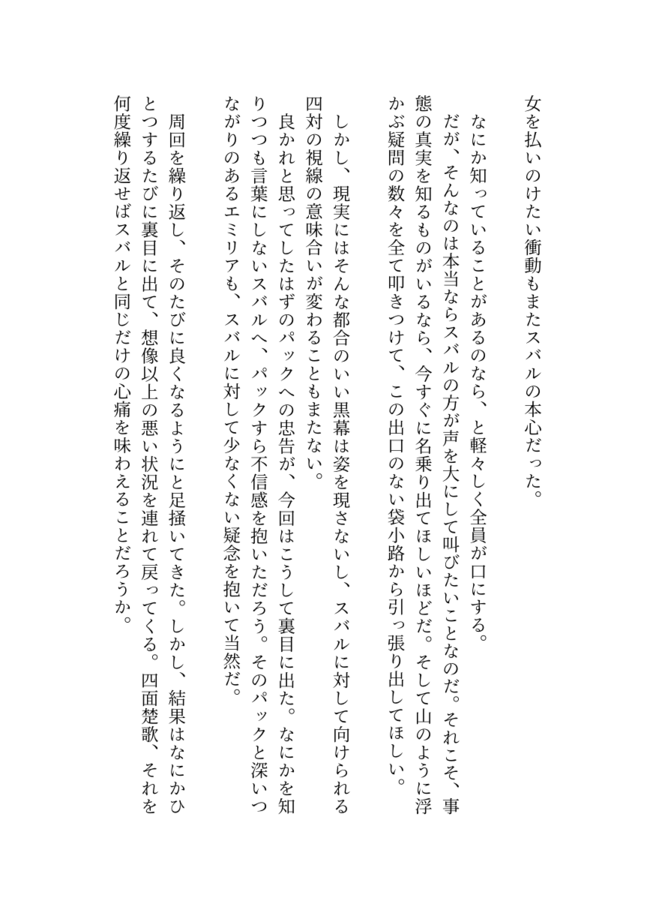 女を払いのけたい衝動もまたスバルの本心だった。
なにか知っていることがあるのなら、と軽々しく全員が口にする。
だが、そんなのは本当ならスバルの方が声を大にして叫びたいことなのだ。それこそ、事
態の真実を知るものがいるなら、今すぐに名乗り出てほしいほどだ。そして山のように浮
かぶ疑問の数々を全て叩きつけて、この出口のない袋小路から引っ張り出してほしい。
しかし、現実にはそんな都合のいい黒幕は姿を現さないし、スバルに対して向けられる
四対の視線の意味合いが変わることもまたない。
良かれと思ってしたはずのパックへの忠告が、今回はこうして裏目に出た。なにかを知
りつつも言葉にしないスバルへ、パックすら不信感を抱いただろう。そのパックと深いつ
ながりのあるエミリアも、スバルに対して少なくない疑念を抱いて当然だ。
周回を繰り返し、そのたびに良くなるようにと足掻いてきた。しかし、結果はなにかひ
とつするたびに裏目に出て、想像以上の悪い状況を連れて戻ってくる。四面楚歌、それを
何度繰り返せばスバルと同じだけの心痛を味わえることだろうか。